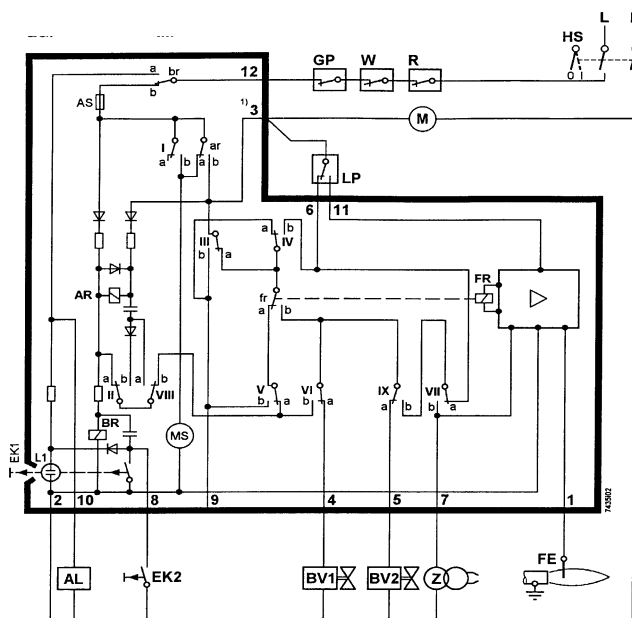 L
HS
0 I
GP W R
12
a br
b
AS
1) 3
M
I
ar
a b a b
LP
6 11
a b
III IV
b a
FR
AR
fr
a b
a b a b
II VIII
V VI IX VII
b a b a a b b a
BR
MS
EK1
L1
2 10 8 9 4 5 7 1
7435I02
AL EK2 BV1 BV2 Z FE